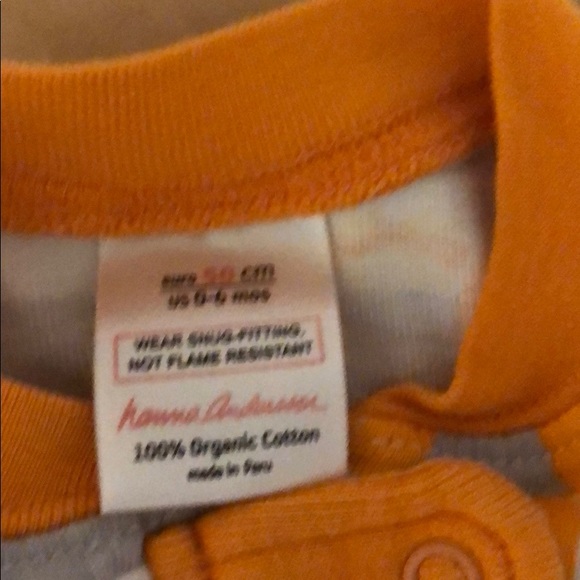 euro 50 cm
US 0-6 mos
WEAR SNUG-FITTING,
NOT FLAME RESISTANT
hanna Andersson
100% Organic Cotton
made in Peru